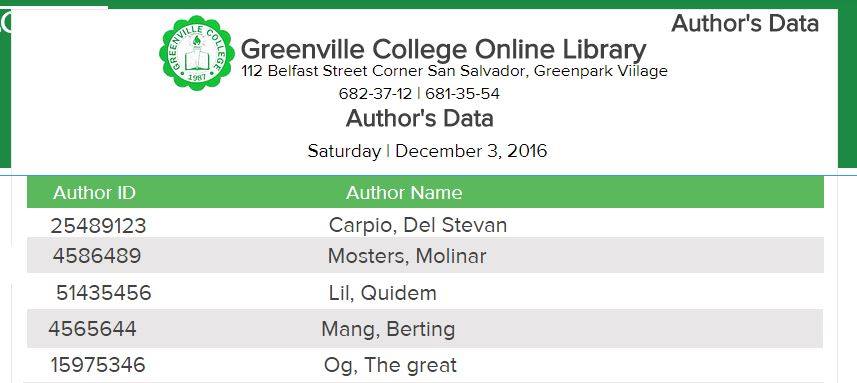 Author's Data
GREENVILLE COLLEGE
1987
Greenville College Online Library
112 Belfast Street Corner San Salvador, Greenpark Viilage
682-37-12 | 681-35-54
Author's Data
Saturday | December 3, 2016
Author ID Author Name
25489123 Carpio, Del Stevan
4586489 Mosters, Molinar
51435456 Lil, Quidem
4565644 Mang, Berting
15975346 Og, The great